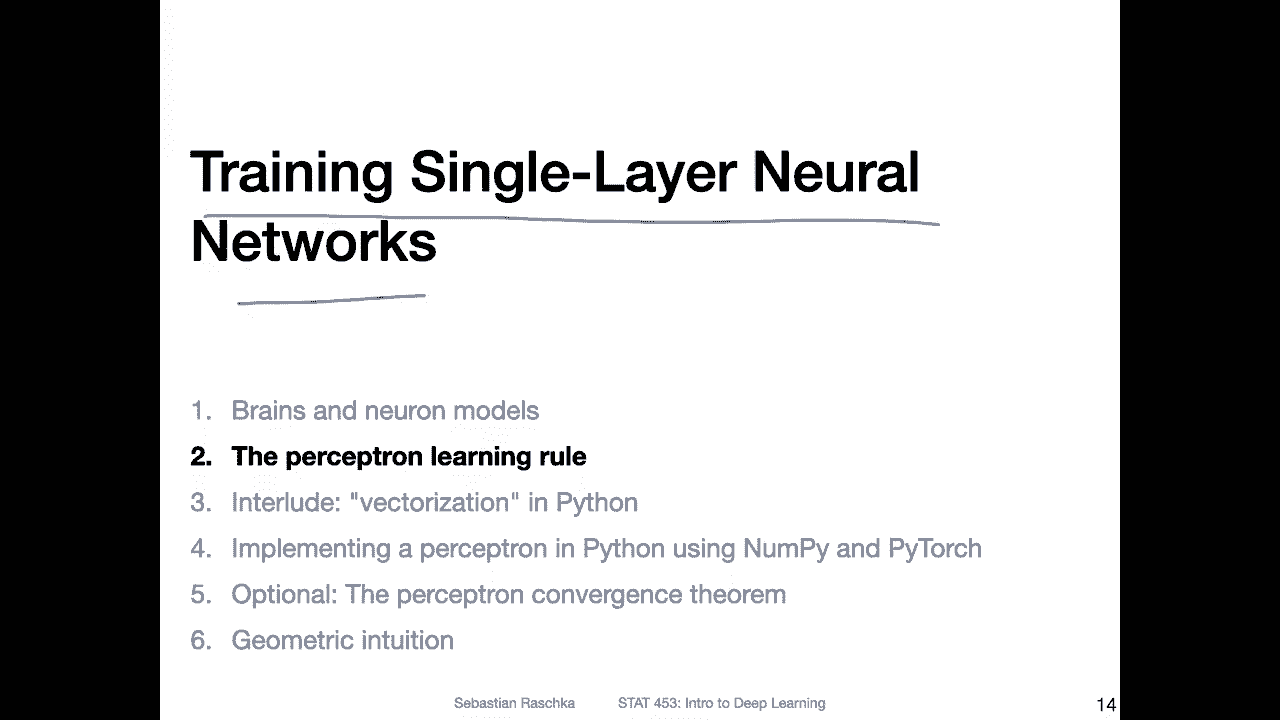 Training Single-Layer Neural
Networks
1. Brains and neuron models
2. The perceptron learning rule
3. Interlude: "vectorization" in Python
4. Implementing a perceptron in Python using NumPy and PyTorch
5. Optional: The perceptron convergence theorem
6. Geometric intuition
Sebastian Raschka STAT 453: Intro to Deep Learning 14